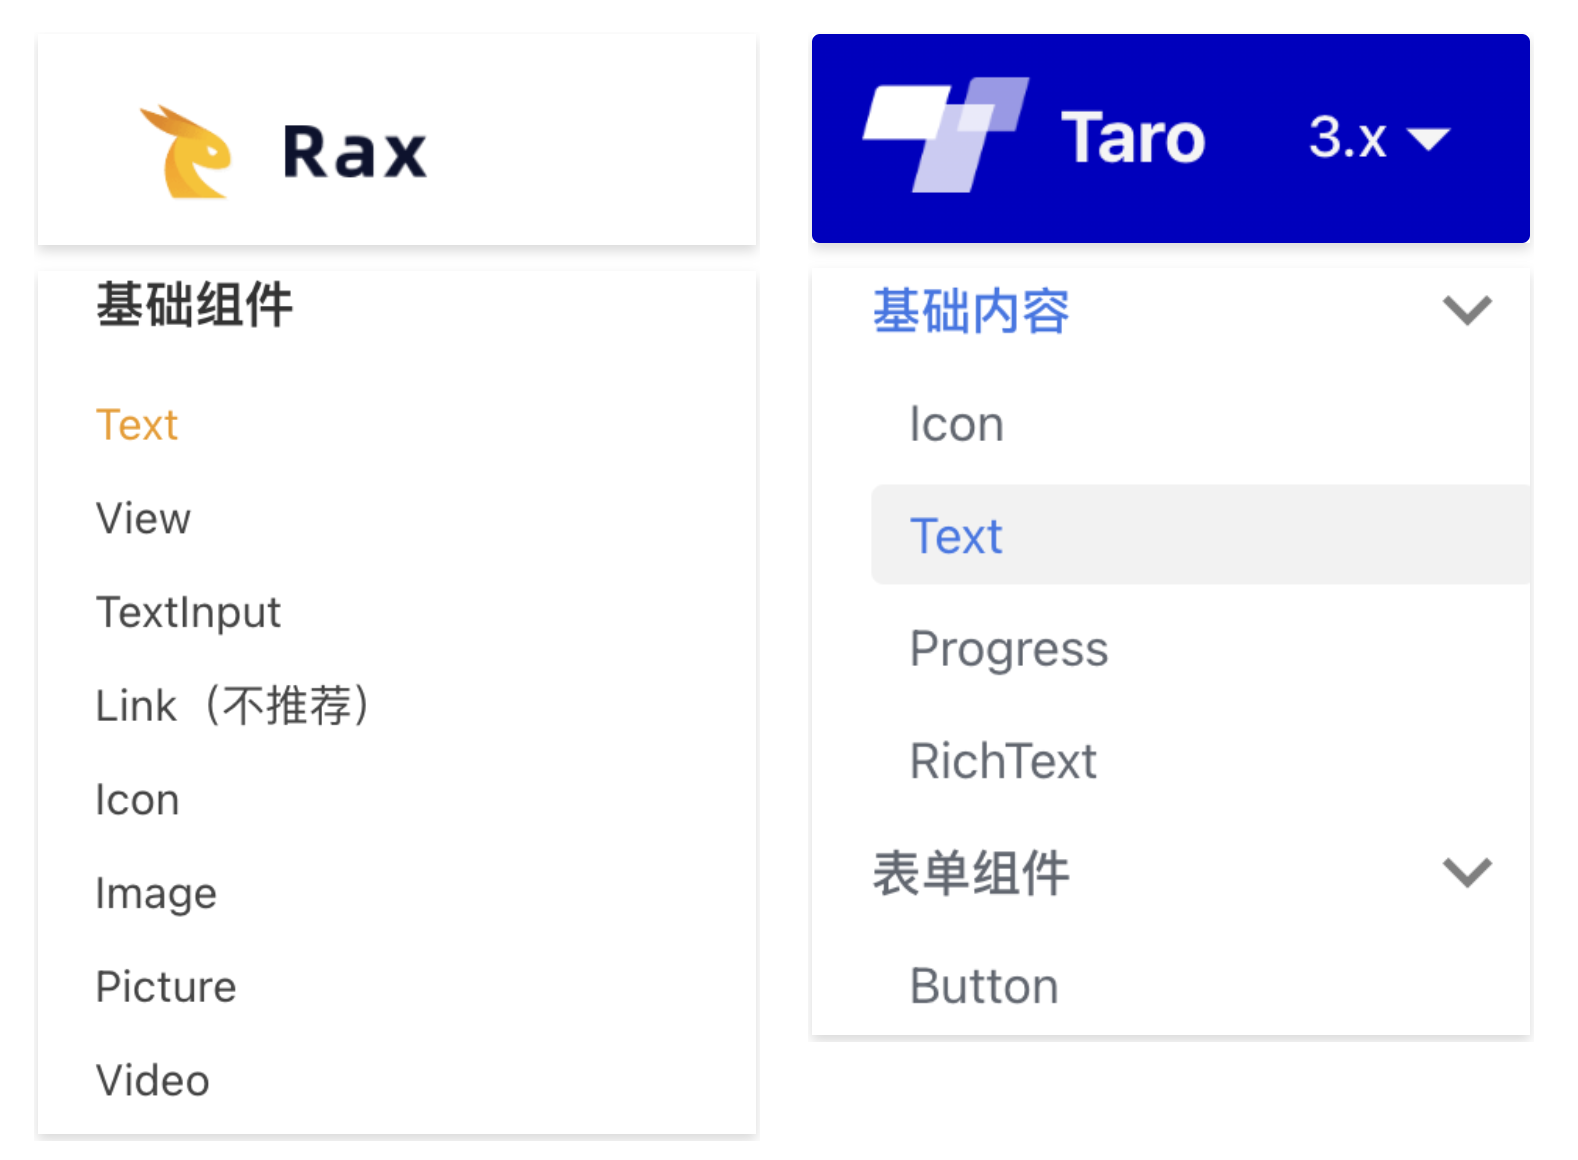 Rax
基础组件
Text
View
TextInput
Link（不推荐）
Icon
Image
Picture
Video
Taro 3.x
基础内容
Icon
Text
Progress
RichText
表单组件
Button